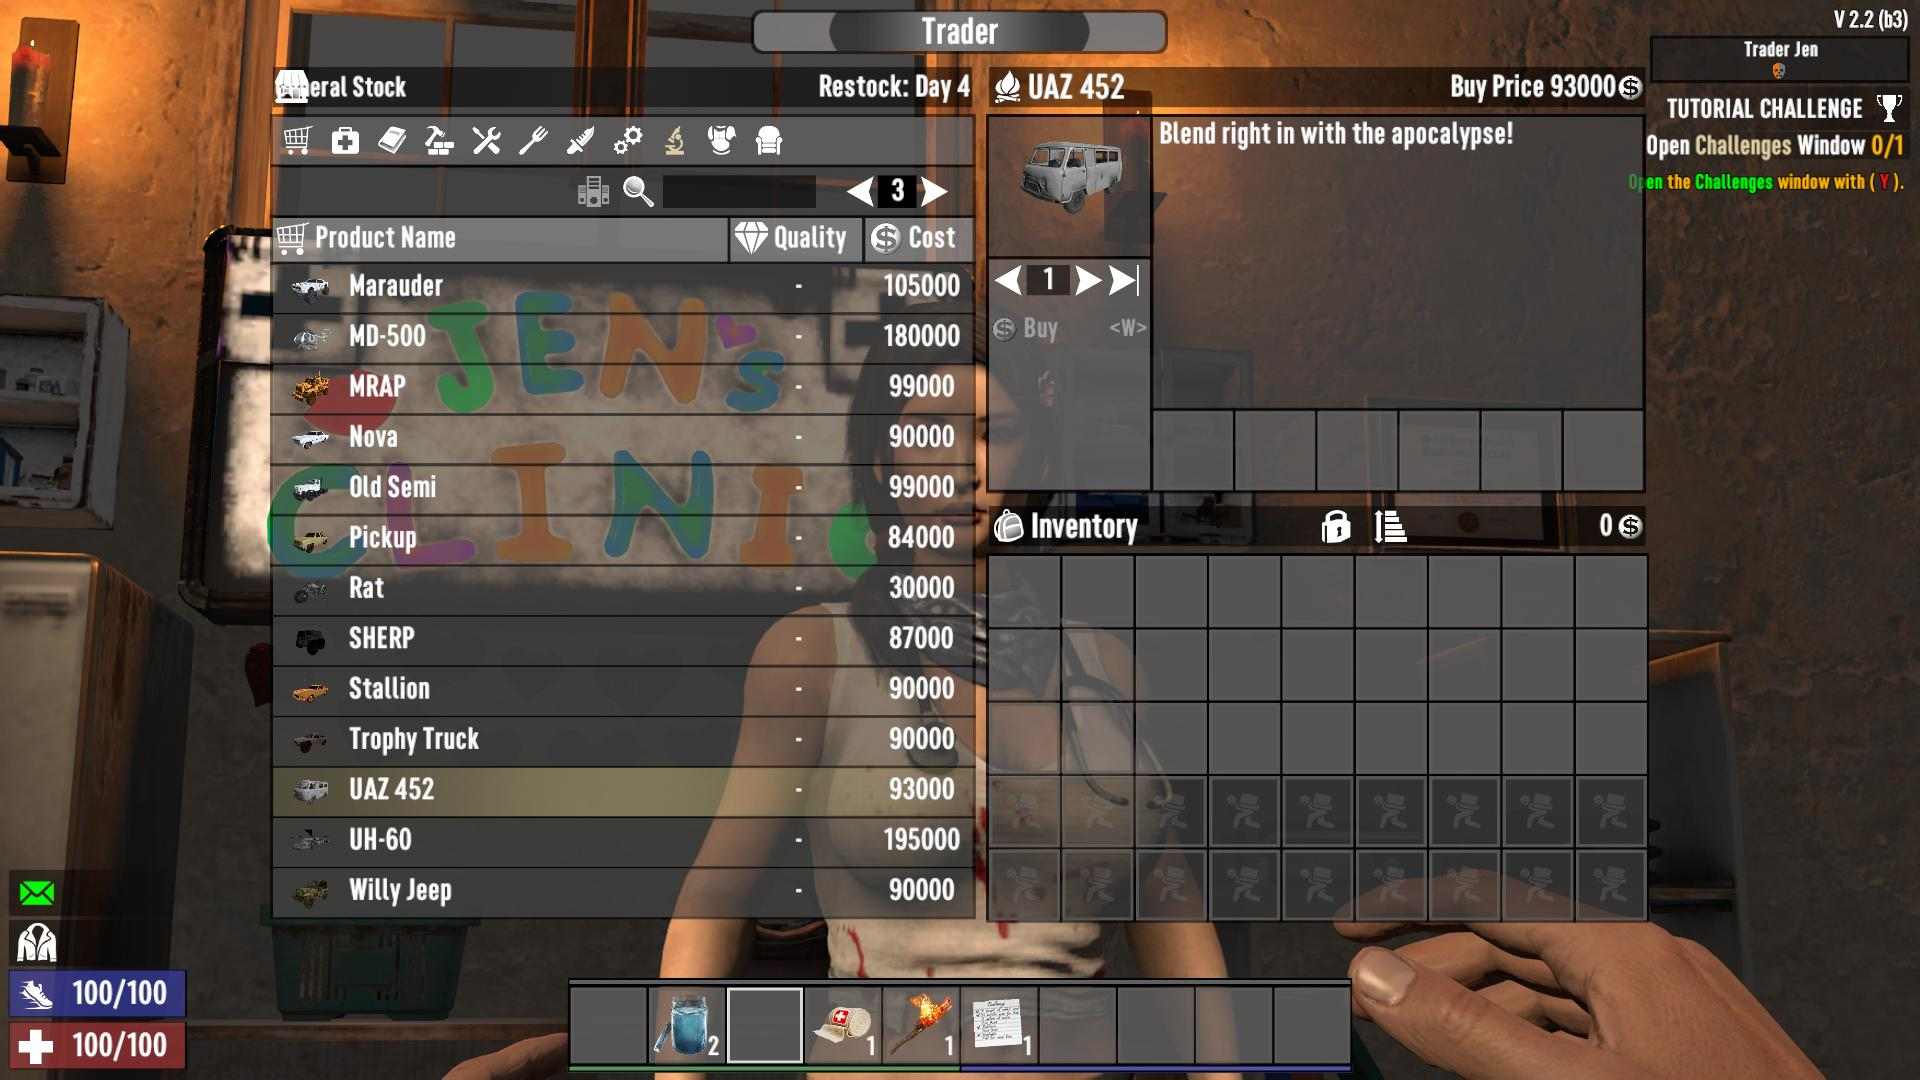 Trader
V 2.2 (b3)
Trader Jen
TUTORIAL CHALLENGE
Open Challenges Window 0/1
Open the Challenges window with ( Y ).
eral Stock
Restock: Day 4
3
Product Name
Quality
Cost
Marauder - 105000
MD-500 - 180000
MRAP - 99000
Nova - 90000
Old Semi - 99000
Pickup - 84000
Rat - 30000
SHERP - 87000
Stallion - 90000
Trophy Truck - 90000
UAZ 452 - 93000
UH-60 - 195000
Willy Jeep - 90000
JEN's
CLINIC
UAZ 452
Buy Price 93000
Blend right in with the apocalypse!
1
Buy <W>
Inventory
0
100/100
100/100
2
1
1
1